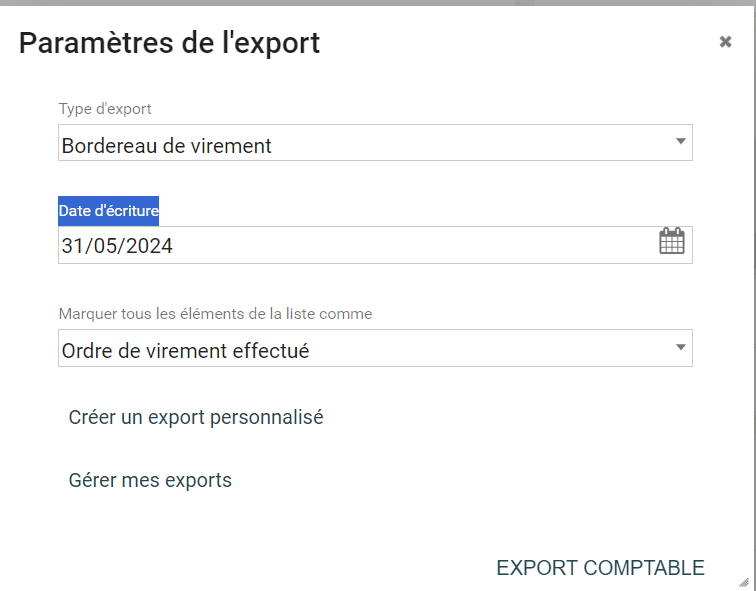 Paramètres de l'export
Type d'export
Bordereau de virement
Date d'écriture
31/05/2024
Marquer tous les éléments de la liste comme
Ordre de virement effectué
Créer un export personnalisé
Gérer mes exports
EXPORT COMPTABLE